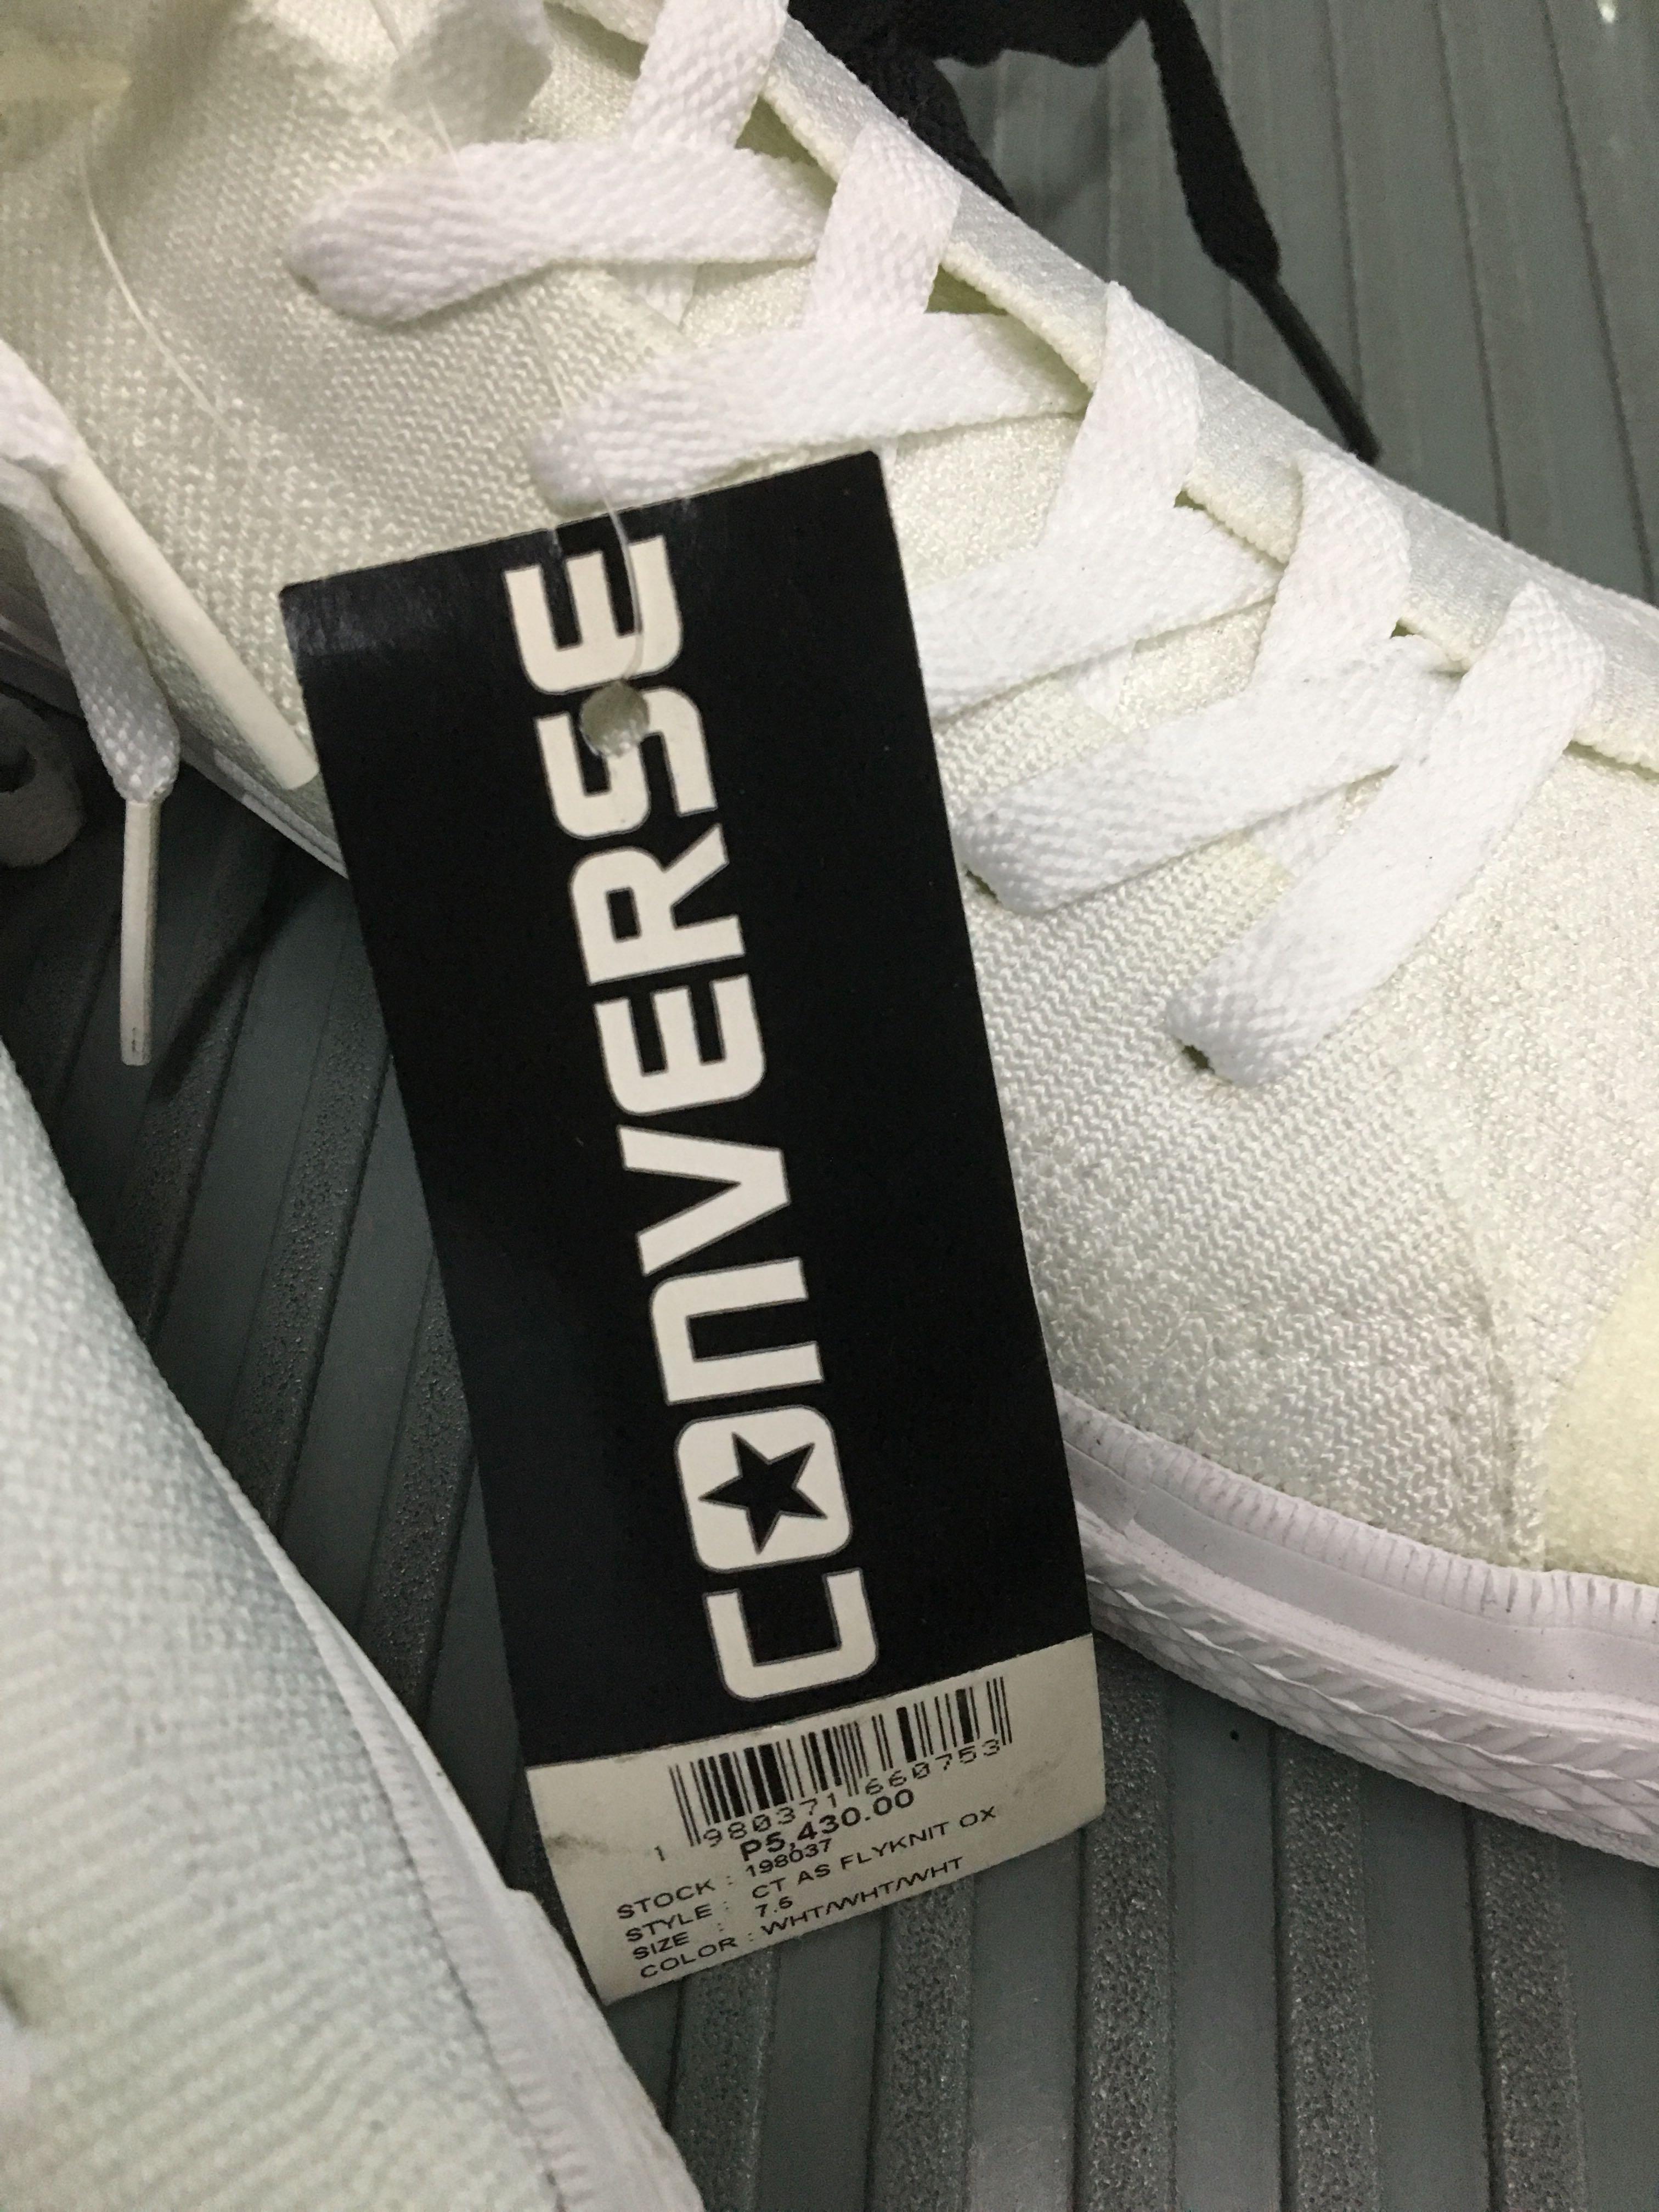 CONVERSE
1 980371 660753
P5,430.00
STOCK : 198037
STYLE : CT AS FLYKNIT OX
SIZE : 7.5
COLOR : WHT/WHT/WHT